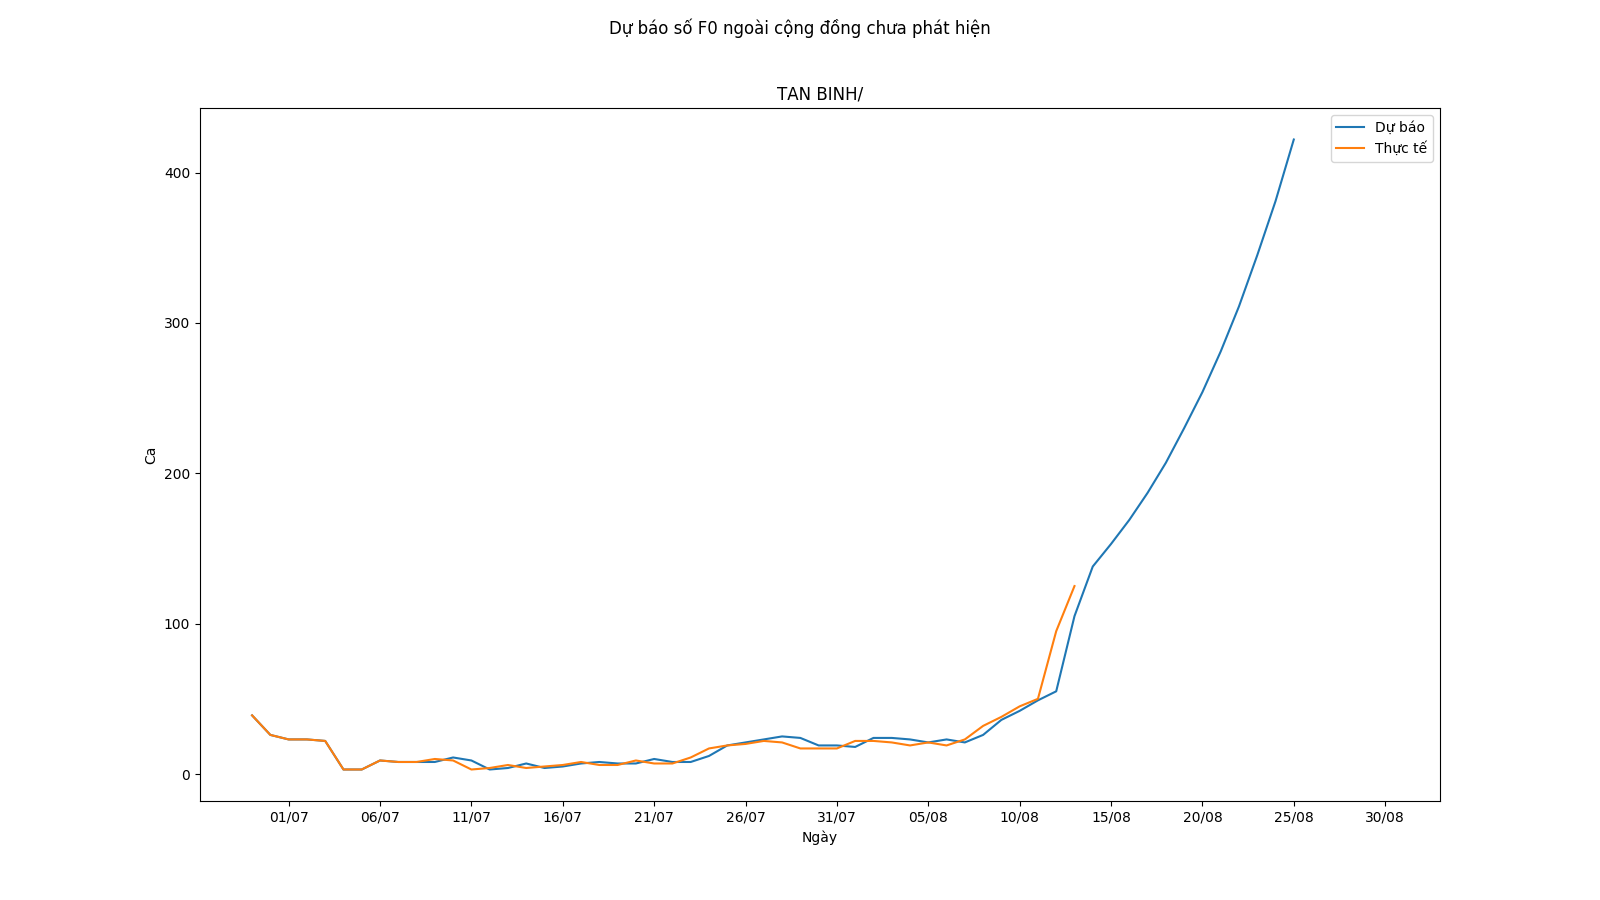 Dự báo số F0 ngoài cộng đồng chưa phát hiện
TAN BINH/
Dự báo
Thực tế
400
300
200
100
0
Ca
01/07 06/07 11/07 16/07 21/07 26/07 31/07 05/08 10/08 15/08 20/08 25/08 30/08
Ngày